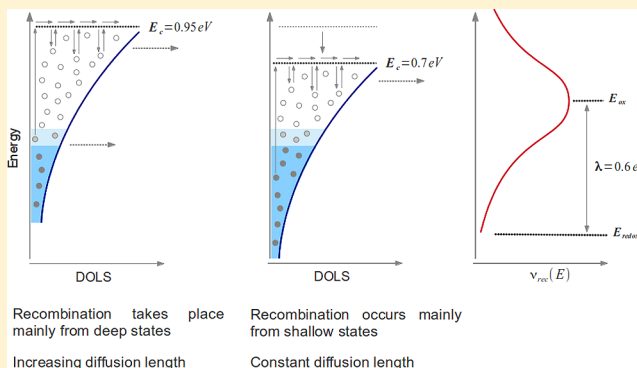 E_c=0.95 eV
E_c=0.7 eV
E_ox
λ=0.6 e
E_redox
Energy
DOLS
DOLS
ν_rec(E)
Recombination takes place
mainly from deep states
Increasing diffusion length
Recombination occurs mainly
from shallow states
Constant diffusion length